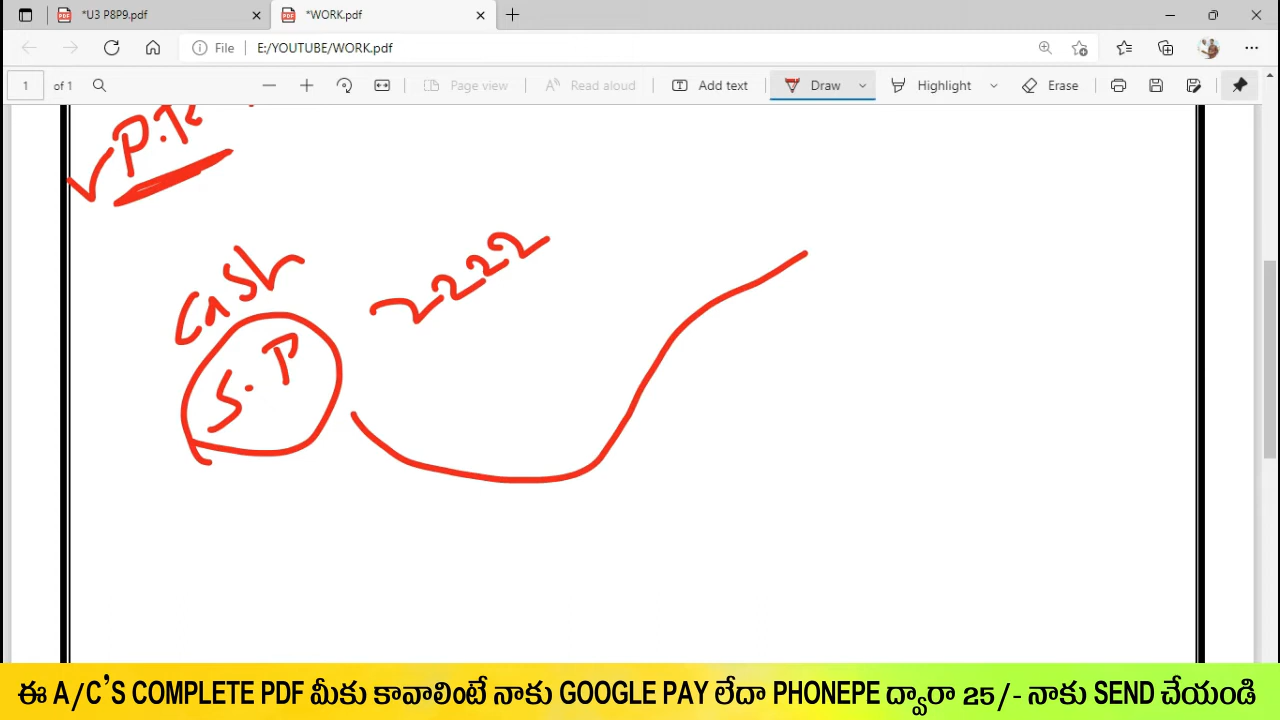 *U3 P8P9.pdf
*WORK.pdf
File E:/YOUTUBE/WORK.pdf
1 of 1 Page view Read aloud Add text Draw Highlight Erase
Cash
2222
S.P
ఈ A/C'S COMPLETE PDF మీకు కావాలింటే నాకు GOOGLE PAY లేదా PHONEPE ద్వారా 25/- నాకు SEND చేయండి